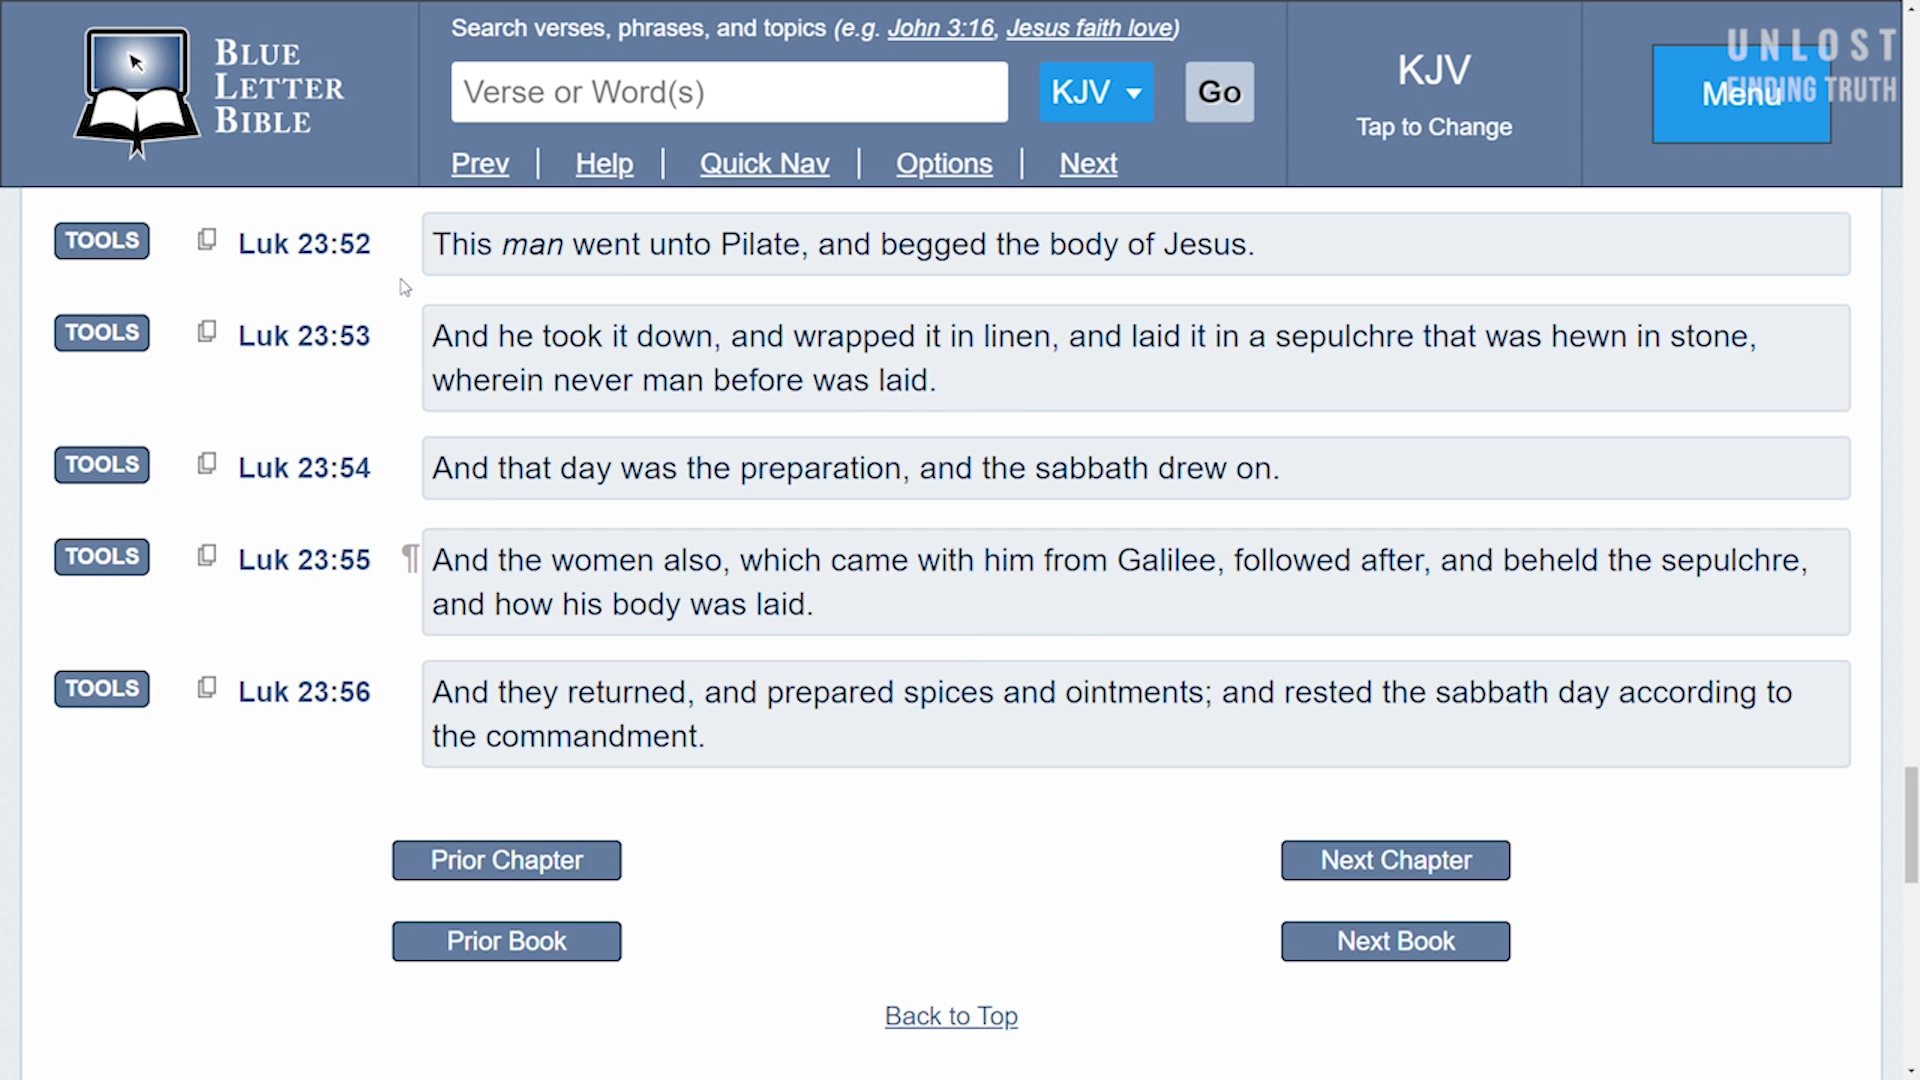 BLUE
LETTER
BIBLE
Search verses, phrases, and topics (e.g. John 3:16, Jesus faith love)
Verse or Word(s)
KJV
Go
Prev | Help | Quick Nav | Options | Next
KJV
Tap to Change
Menu
UNLOST
FINDING TRUTH
TOOLS Luk 23:52 This man went unto Pilate, and begged the body of Jesus.
TOOLS Luk 23:53 And he took it down, and wrapped it in linen, and laid it in a sepulchre that was hewn in stone,
wherein never man before was laid.
TOOLS Luk 23:54 And that day was the preparation, and the sabbath drew on.
TOOLS Luk 23:55 ¶ And the women also, which came with him from Galilee, followed after, and beheld the sepulchre,
and how his body was laid.
TOOLS Luk 23:56 And they returned, and prepared spices and ointments; and rested the sabbath day according to
the commandment.
Prior Chapter
Next Chapter
Prior Book
Next Book
Back to Top